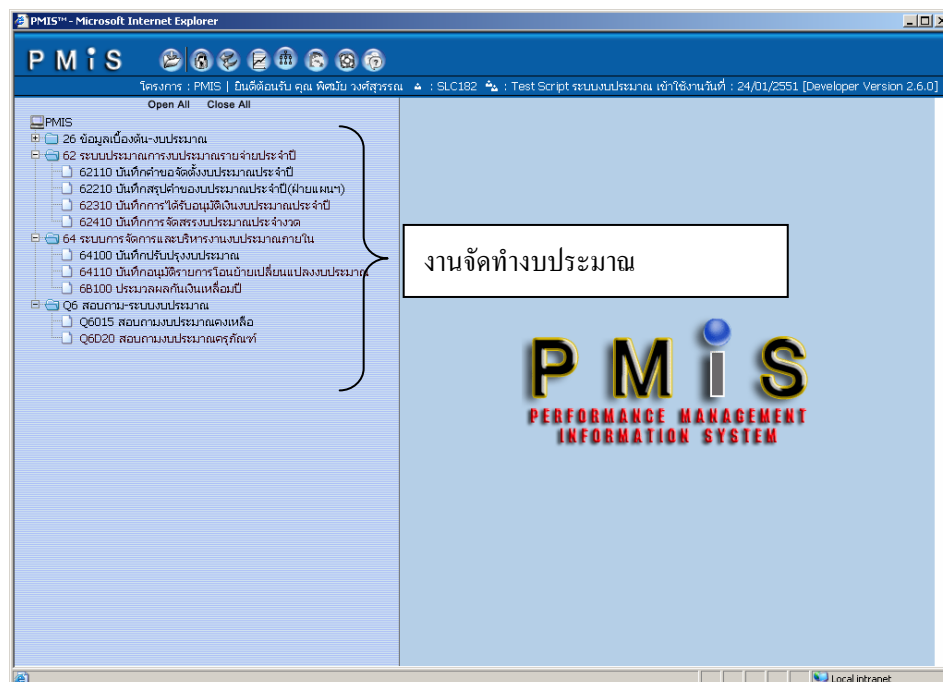 PMIS™ - Microsoft Internet Explorer
PMiS
โครงการ : PMIS | ยินดีต้อนรับ คุณ พิศมัย วงศ์สุวรรณ : SLC182 : Test Script ระบบงบประมาณ เข้าใช้งานวันที่ : 24/01/2551 [Developer Version 2.6.0]
Open All Close All
PMIS
26 ข้อมูลเบื้องต้น-งบประมาณ
62 ระบบประมาณการงบประมาณรายจ่ายประจำปี
62110 บันทึกคำขอจัดตั้งงบประมาณประจำปี
62210 บันทึกสรุปคำของบประมาณประจำปี(ฝ่ายแผนฯ)
62310 บันทึกการได้รับอนุมัติเงินงบประมาณประจำปี
62410 บันทึกการจัดสรรงบประมาณประจำงวด
64 ระบบการจัดการและบริหารงานงบประมาณภายใน
64100 บันทึกปรับปรุงงบประมาณ
64110 บันทึกอนุมัติรายการโอนย้ายเปลี่ยนแปลงงบประมาณ
6B100 ประมวลผลกันเงินเหลื่อมปี
Q6 สอบถาม-ระบบงบประมาณ
Q6015 สอบถามงบประมาณคงเหลือ
Q6D20 สอบถามงบประมาณครุภัณฑ์
งานจัดทำงบประมาณ
PMiS
PERFORMANCE MANAGEMENT
INFORMATION SYSTEM
Local intranet